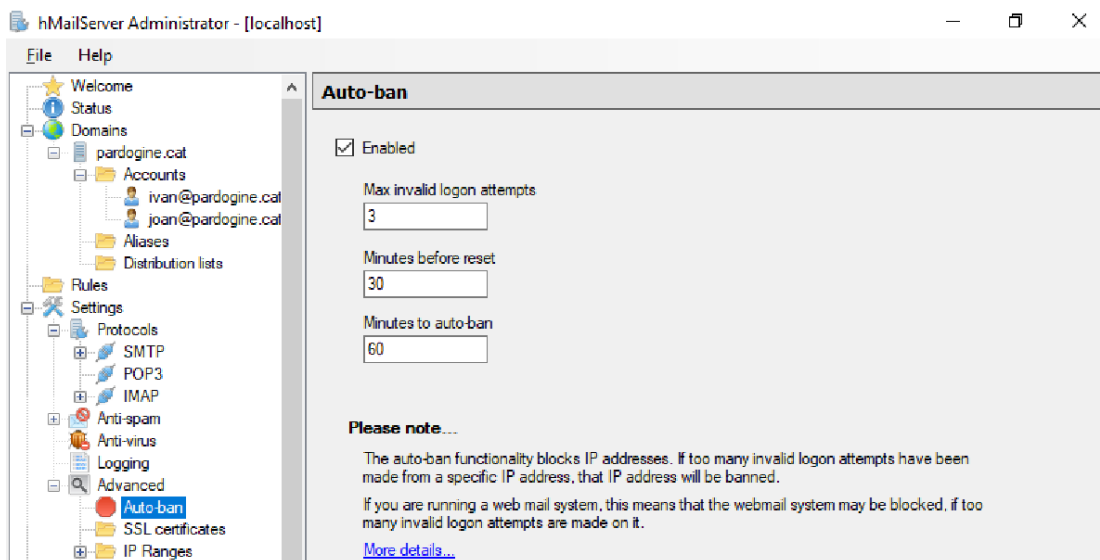 hMailServer Administrator - [localhost]
File Help
Welcome
Status
Domains
pardogine.cat
Accounts
ivan@pardogine.cat
joan@pardogine.cat
Aliases
Distribution lists
Rules
Settings
Protocols
SMTP
POP3
IMAP
Anti-spam
Anti-virus
Logging
Advanced
Auto-ban
SSL certificates
IP Ranges
Auto-ban
Enabled
Max invalid logon attempts
3
Minutes before reset
30
Minutes to auto-ban
60
Please note...
The auto-ban functionality blocks IP addresses. If too many invalid logon attempts have been
made from a specific IP address, that IP address will be banned.
If you are running a web mail system, this means that the webmail system may be blocked, if too
many invalid logon attempts are made on it.
More details...